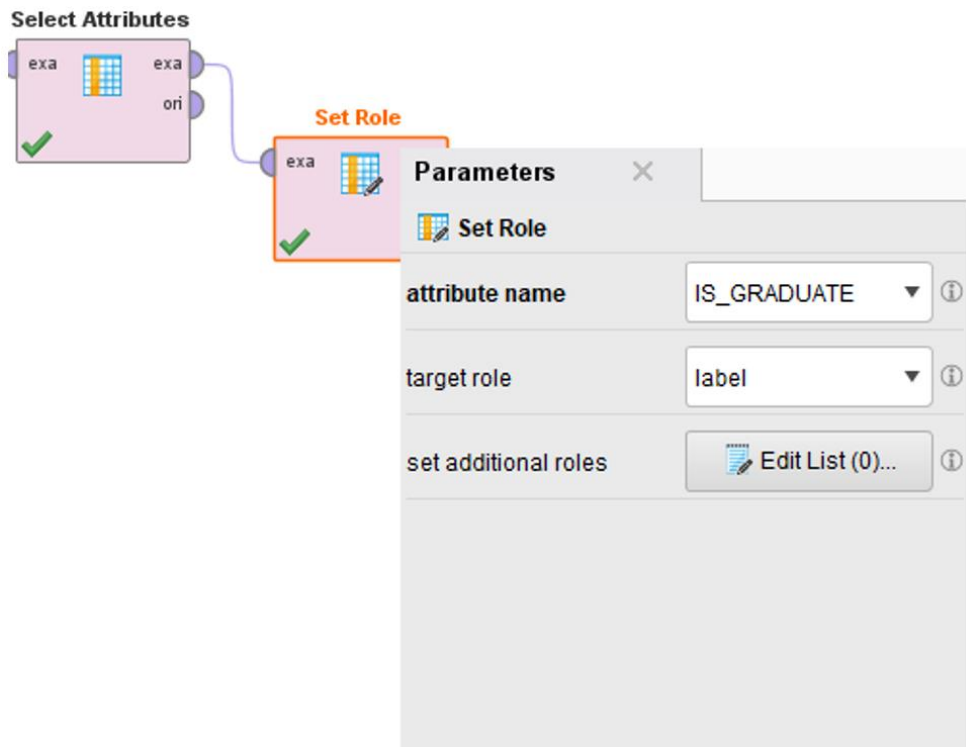 Select Attributes
exa exa
ori
Set Role
exa
Parameters
Set Role
attribute name IS_GRADUATE
target role label
set additional roles Edit List (0)...